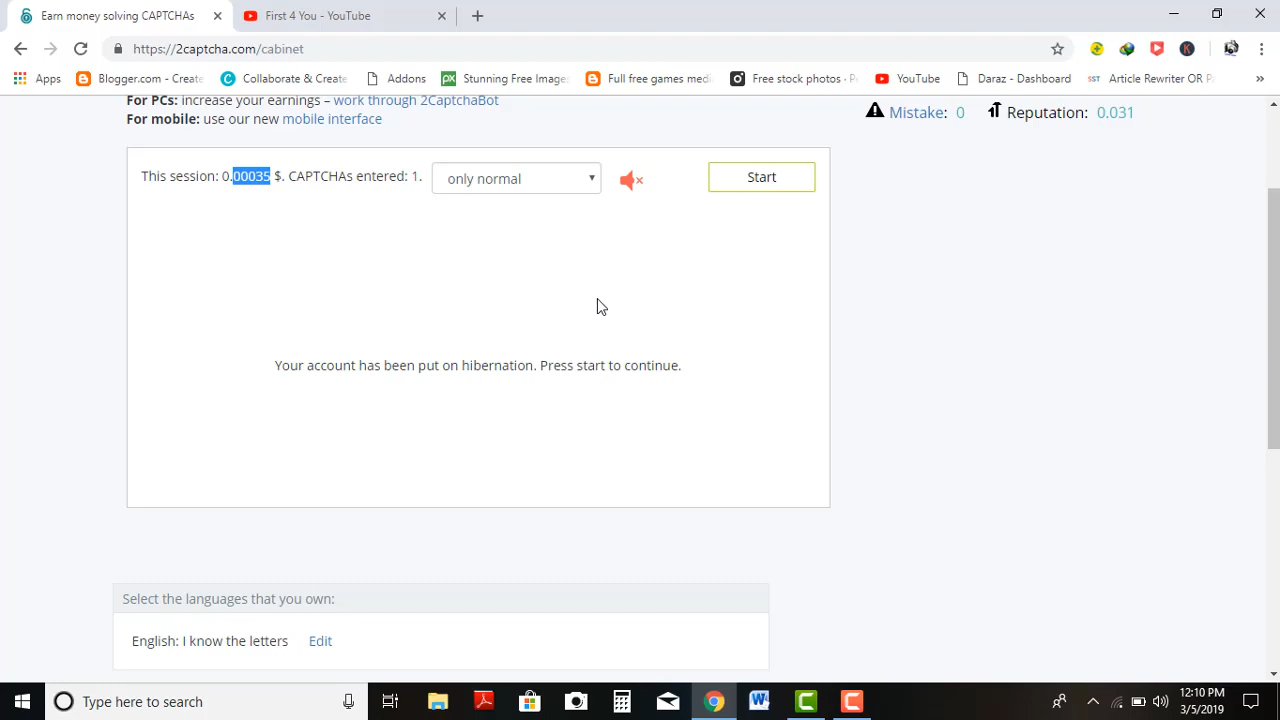 Earn money solving CAPTCHAs
First 4 You - YouTube
https://2captcha.com/cabinet
Apps
Blogger.com - Create
Collaborate & Create
Addons
Stunning Free Image
Full free games medi
Free stock photos - P
YouTube
Daraz - Dashboard
SST
Article Rewriter OR Pa
For PCs: increase your earnings – work through 2CaptchaBot
For mobile: use our new mobile interface
Mistake: 0
Reputation: 0.031
This session: 0.00035 $. CAPTCHAs entered: 1.
only normal
Start
Your account has been put on hibernation. Press start to continue.
Select the languages that you own:
English: I know the letters
Edit
Type here to search
12:10 PM
3/5/2019